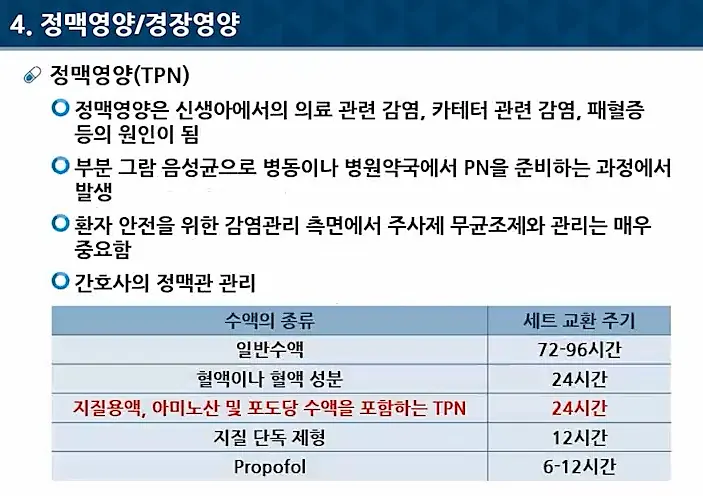 4. 정맥영양/경장영양
정맥영양(TPN)
정맥영양은 신생아에서의 의료 관련 감염, 카테터 관련 감염, 패혈증
등의 원인이 됨
부분 그람 음성균으로 병동이나 병원약국에서 PN을 준비하는 과정에서
발생
환자 안전을 위한 감염관리 측면에서 주사제 무균조제와 관리는 매우
중요함
간호사의 정맥관 관리
수액의 종류 세트 교환 주기
일반수액 72-96시간
혈액이나 혈액 성분 24시간
지질용액, 아미노산 및 포도당 수액을 포함하는 TPN 24시간
지질 단독 제형 12시간
Propofol 6-12시간